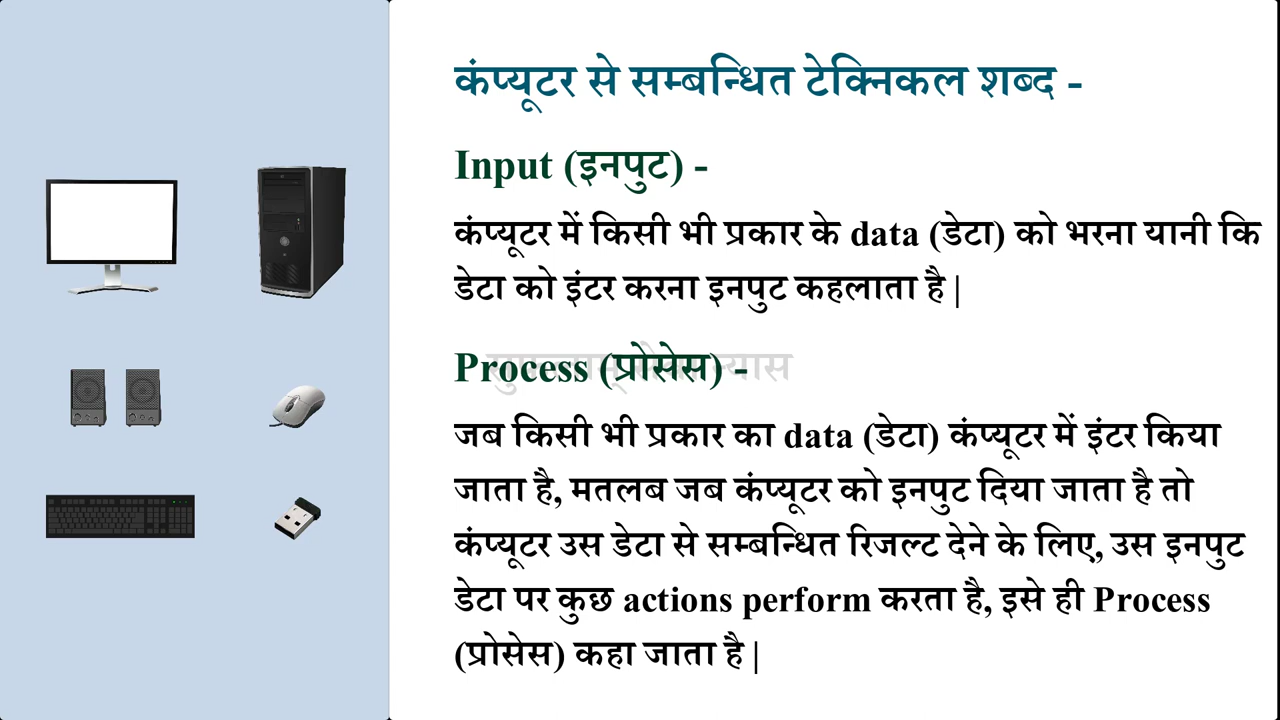 कंप्यूटर से सम्बन्धित टेक्निकल शब्द -
Input (इनपुट) -
कंप्यूटर में किसी भी प्रकार के data (डेटा) को भरना यानी कि
डेटा को इंटर करना इनपुट कहलाता है |
Process (प्रोसेस) -
जब किसी भी प्रकार का data (डेटा) कंप्यूटर में इंटर किया
जाता है, मतलब जब कंप्यूटर को इनपुट दिया जाता है तो
कंप्यूटर उस डेटा से सम्बन्धित रिजल्ट देने के लिए, उस इनपुट
डेटा पर कुछ actions perform करता है, इसे ही Process
(प्रोसेस) कहा जाता है |